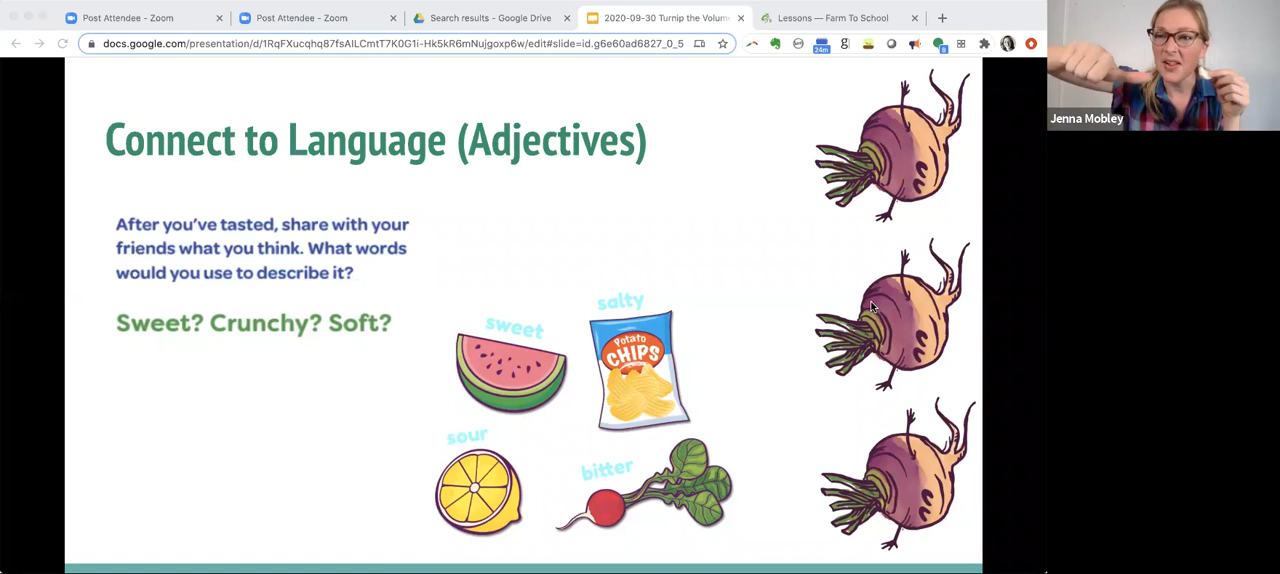 Post Attendee - Zoom
Post Attendee - Zoom
Search results - Google Drive
2020-09-30 Turnip the Volum
Lessons — Farm To School
docs.google.com/presentation/d/1RqFXucqhq87fsAILCmtT7K0G1i-Hk5kR6mNujgoxp6w/edit#slide=id.g6e60ad6827_0_5
24m
8
Jenna Mobley
Connect to Language (Adjectives)
After you've tasted, share with your
friends what you think. What words
would you use to describe it?
Sweet? Crunchy? Soft?
sweet
salty
Potato
CHIPS
sour
bitter